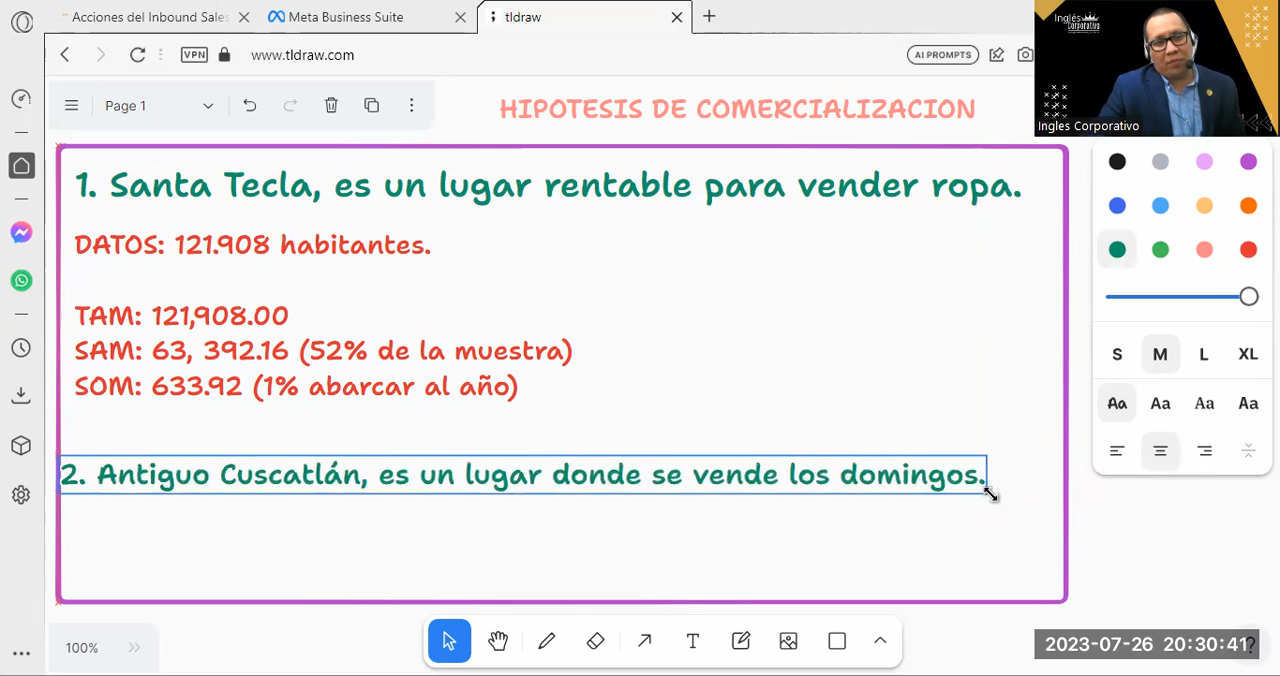 Acciones del Inbound Sales
Meta Business Suite
tldraw
VPN
www.tldraw.com
AI PROMPTS
Inglés
Corporativo
Ingles Corporativo
Page 1
HIPOTESIS DE COMERCIALIZACION
1. Santa Tecla, es un lugar rentable para vender ropa.
DATOS: 121.908 habitantes.
TAM: 121,908.00
SAM: 63, 392.16 (52% de la muestra)
SOM: 633.92 (1% abarcar al año)
2. Antiguo Cuscatlán, es un lugar donde se vende los domingos.
S M L XL
Aa Aa Aa Aa
100%
T
2023-07-26 20:30:41
?